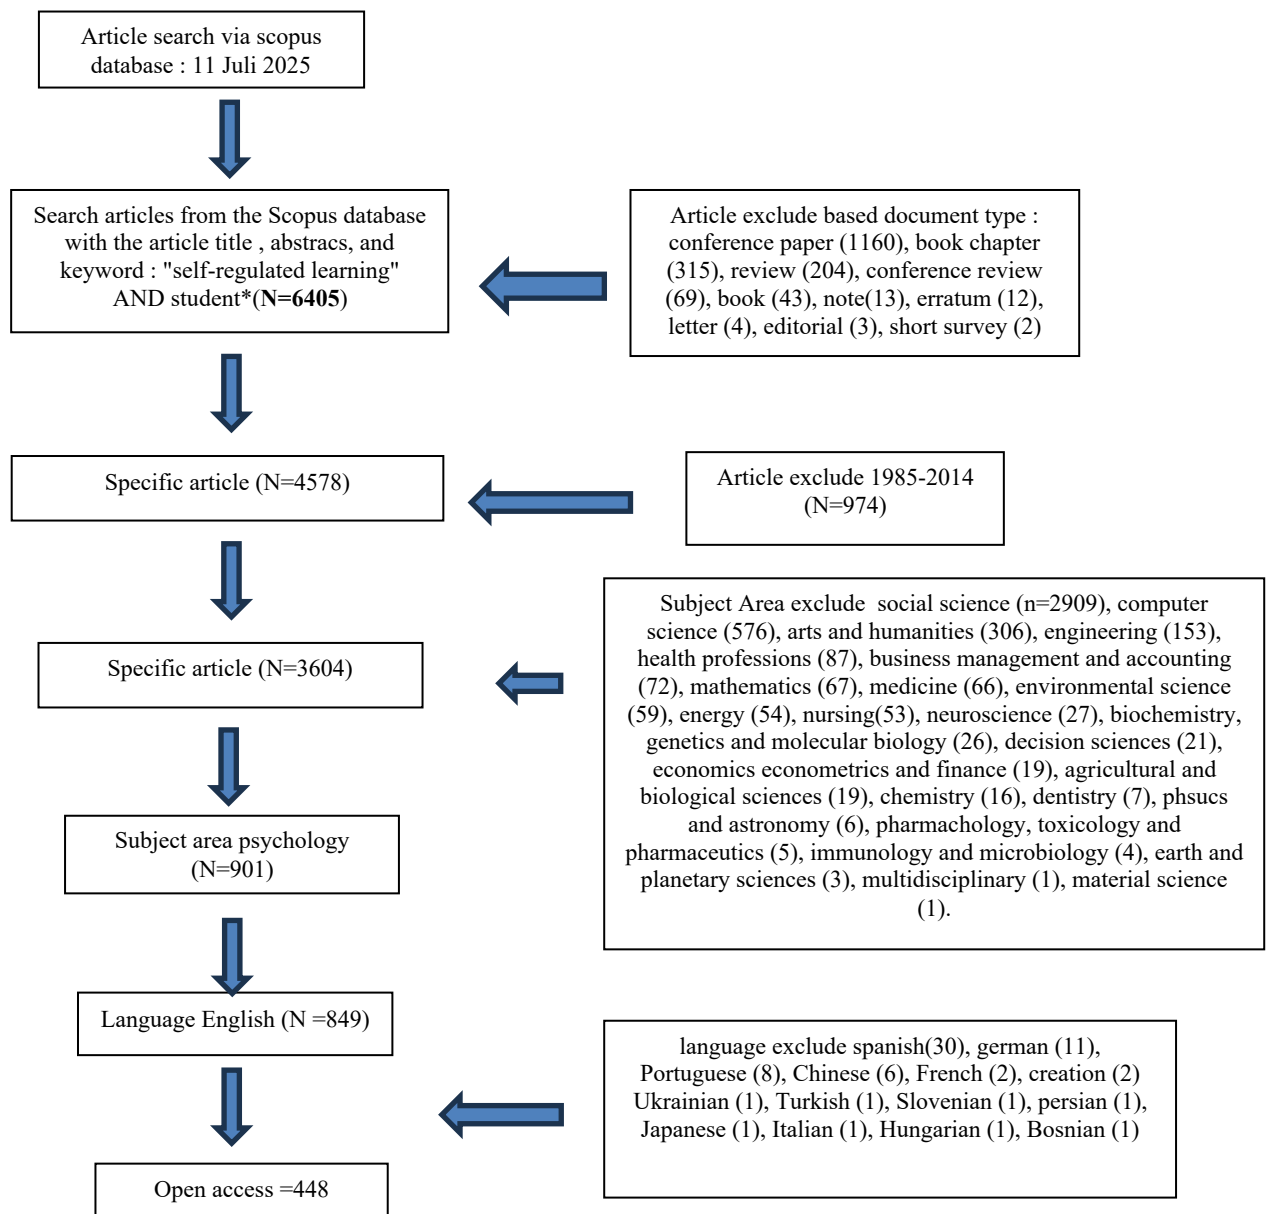 Article search via scopus
database : 11 Juli 2025
Search articles from the Scopus database
with the article title , abstracs, and
keyword : "self-regulated learning"
AND student*(N=6405)
Article exclude based document type :
conference paper (1160), book chapter
(315), review (204), conference review
(69), book (43), note(13), erratum (12),
letter (4), editorial (3), short survey (2)
Specific article (N=4578)
Article exclude 1985-2014
(N=974)
Specific article (N=3604)
Subject Area exclude  social science (n=2909), computer
science (576), arts and humanities (306), engineering (153),
health professions (87), business management and accounting
(72), mathematics (67), medicine (66), environmental science
(59), energy (54), nursing(53), neuroscience (27), biochemistry,
genetics and molecular biology (26), decision sciences (21),
economics econometrics and finance (19), agricultural and
biological sciences (19), chemistry (16), dentistry (7), phsucs
and astronomy (6), pharmachology, toxicology and
pharmaceutics (5), immunology and microbiology (4), earth and
planetary sciences (3), multidisciplinary (1), material science
(1).
Subject area psychology
(N=901)
Language English (N =849)
language exclude spanish(30), german (11),
Portuguese (8), Chinese (6), French (2), creation (2)
Ukrainian (1), Turkish (1), Slovenian (1), persian (1),
Japanese (1), Italian (1), Hungarian (1), Bosnian (1)
Open access =448